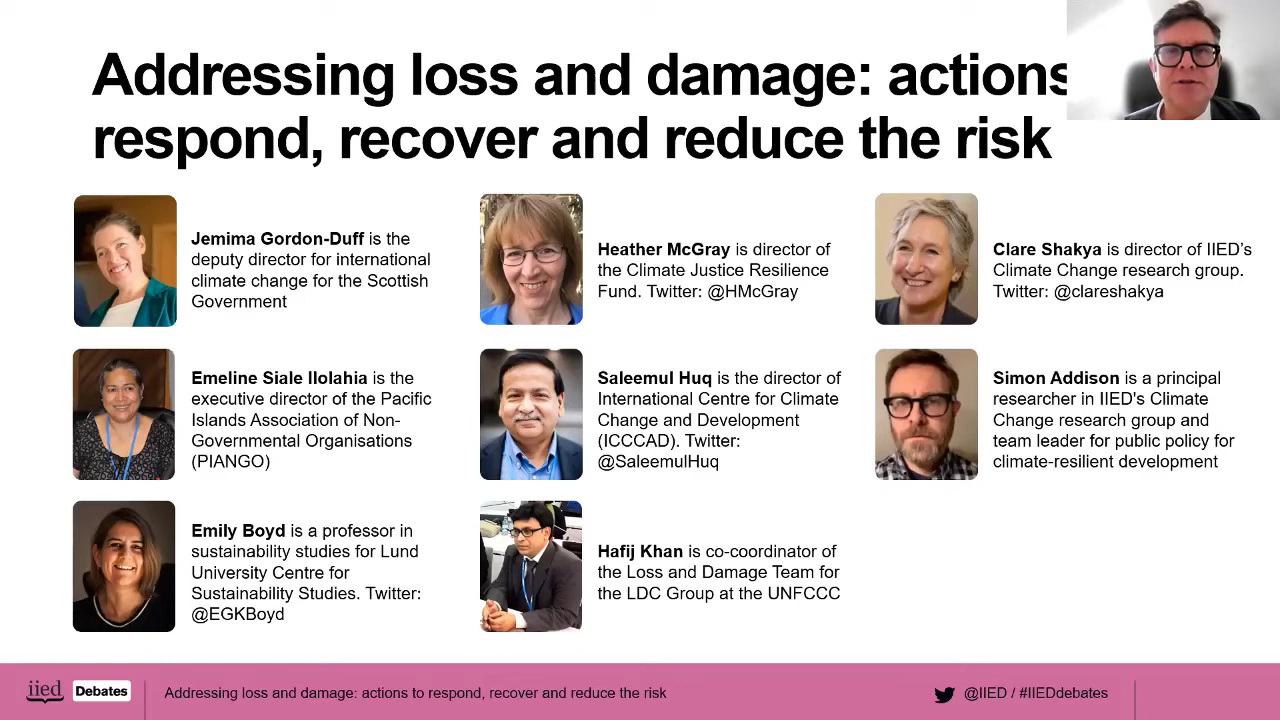 Addressing loss and damage: actions
respond, recover and reduce the risk
Jemima Gordon-Duff is the
deputy director for international
climate change for the Scottish
Government
Heather McGray is director of
the Climate Justice Resilience
Fund. Twitter: @HMcGray
Clare Shakya is director of IIED’s
Climate Change research group.
Twitter: @clareshakya
Emeline Siale Ilolahia is the
executive director of the Pacific
Islands Association of Non-
Governmental Organisations
(PIANGO)
Saleemul Huq is the director of
International Centre for Climate
Change and Development
(ICCCAD). Twitter:
@SaleemulHuq
Simon Addison is a principal
researcher in IIED's Climate
Change research group and
team leader for public policy for
climate-resilient development
Emily Boyd is a professor in
sustainability studies for Lund
University Centre for
Sustainability Studies. Twitter:
@EGKBoyd
Hafij Khan is co-coordinator of
the Loss and Damage Team for
the LDC Group at the UNFCCC
iied Debates
Addressing loss and damage: actions to respond, recover and reduce the risk
@IIED / #IIEDdebates